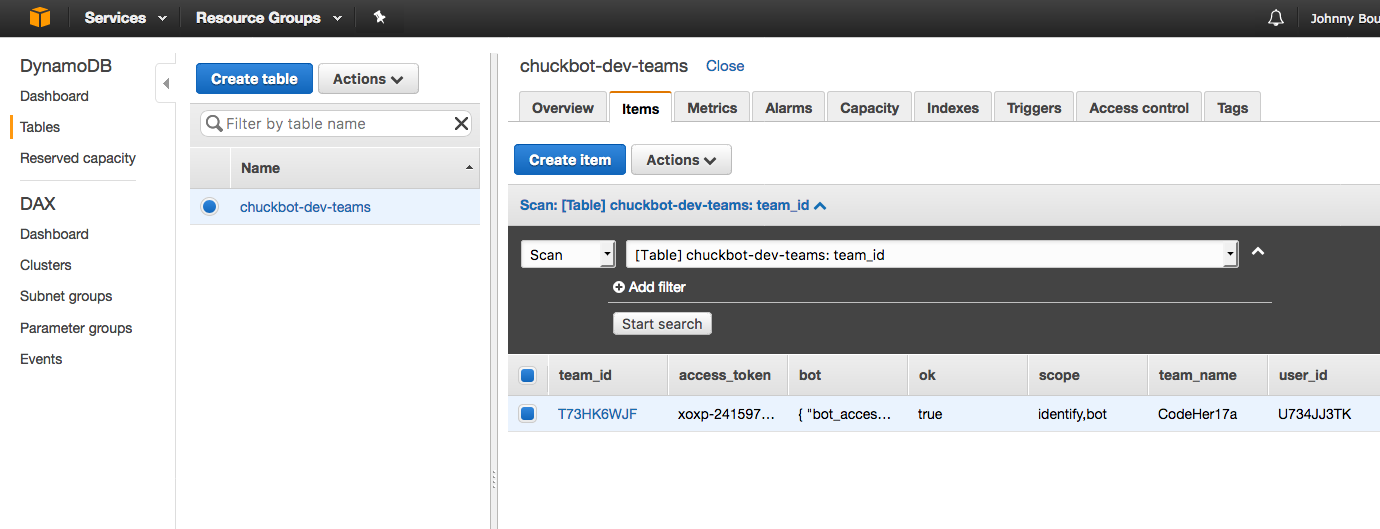 Services Resource Groups Johnny Bou
DynamoDB
Dashboard
Tables
Reserved capacity
DAX
Dashboard
Clusters
Subnet groups
Parameter groups
Events
Create table Actions
Filter by table name
Name
chuckbot-dev-teams
chuckbot-dev-teams Close
Overview Items Metrics Alarms Capacity Indexes Triggers Access control Tags
Create item Actions
Scan: [Table] chuckbot-dev-teams: team_id
Scan [Table] chuckbot-dev-teams: team_id
Add filter
Start search
team_id access_token bot ok scope team_name user_id
T73HK6WJF xoxp-241597… { "bot_acces… true identify,bot CodeHer17a U734JJ3TK